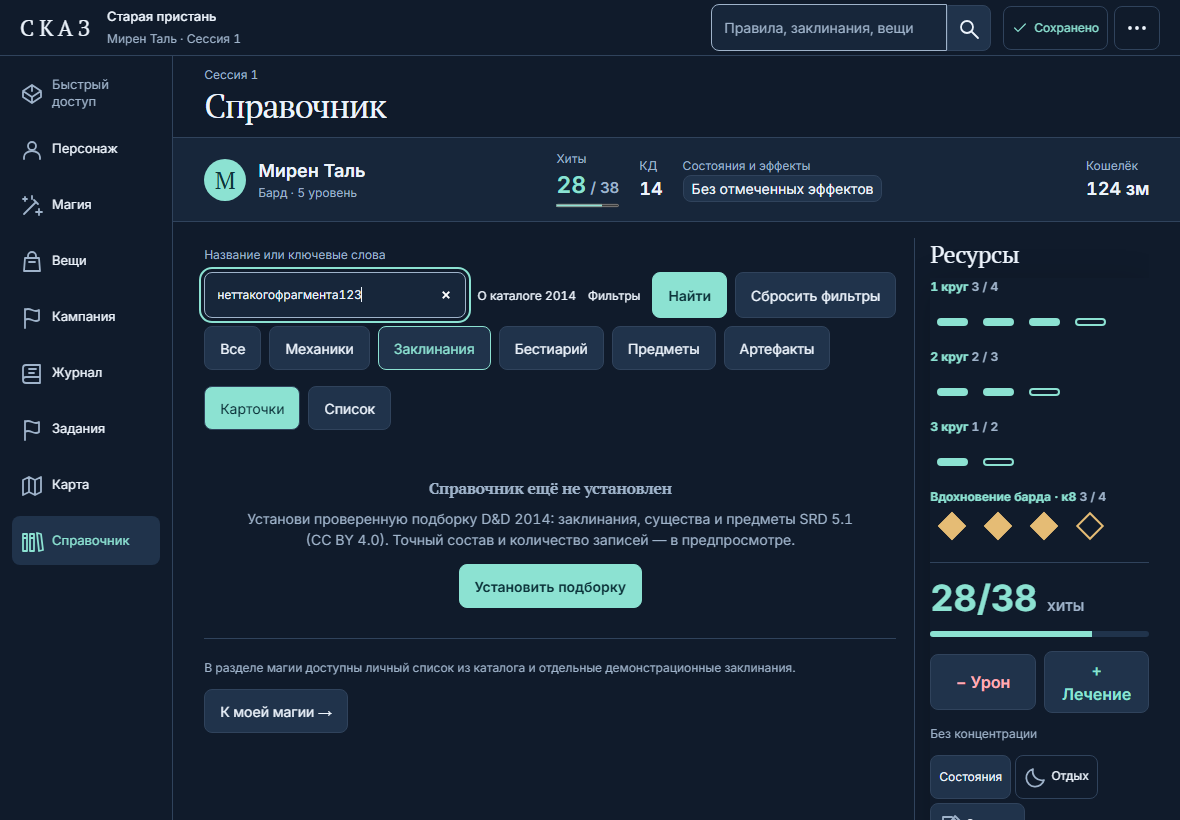 СКАЗ
Старая пристань
Мирен Таль · Сессия 1
Правила, заклинания, вещи
Сохранено
Быстрый
доступ
Персонаж
Магия
Вещи
Кампания
Журнал
Задания
Карта
Справочник
Сессия 1
Справочник
М
Мирен Таль
Бард · 5 уровень
Хиты
28 / 38
КД
14
Состояния и эффекты
Без отмеченных эффектов
Кошелёк
124 зм
Название или ключевые слова
неттакогофрагмента123
О каталоге 2014
Фильтры
Найти
Сбросить фильтры
Все
Механики
Заклинания
Бестиарий
Предметы
Артефакты
Карточки
Список
Справочник ещё не установлен
Установи проверенную подборку D&D 2014: заклинания, существа и предметы SRD 5.1
(CC BY 4.0). Точный состав и количество записей — в предпросмотре.
Установить подборку
В разделе магии доступны личный список из каталога и отдельные демонстрационные заклинания.
К моей магии →
Ресурсы
1 круг 3 / 4
2 круг 2 / 3
3 круг 1 / 2
Вдохновение барда · к8 3 / 4
28/38 хиты
− Урон
+
Лечение
Без концентрации
Состояния
Отдых